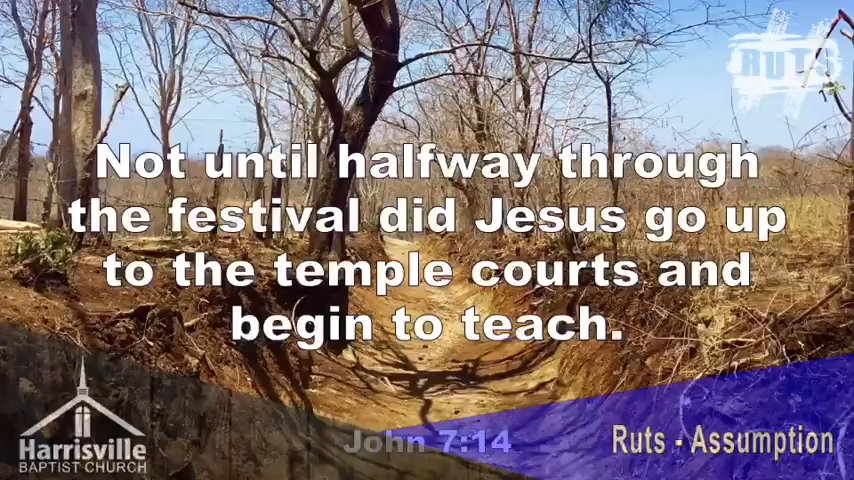 RUTS
Not until halfway through
the festival did Jesus go up
to the temple courts and
begin to teach.
John 7:14
Ruts - Assumption
Harrisville
BAPTIST CHURCH